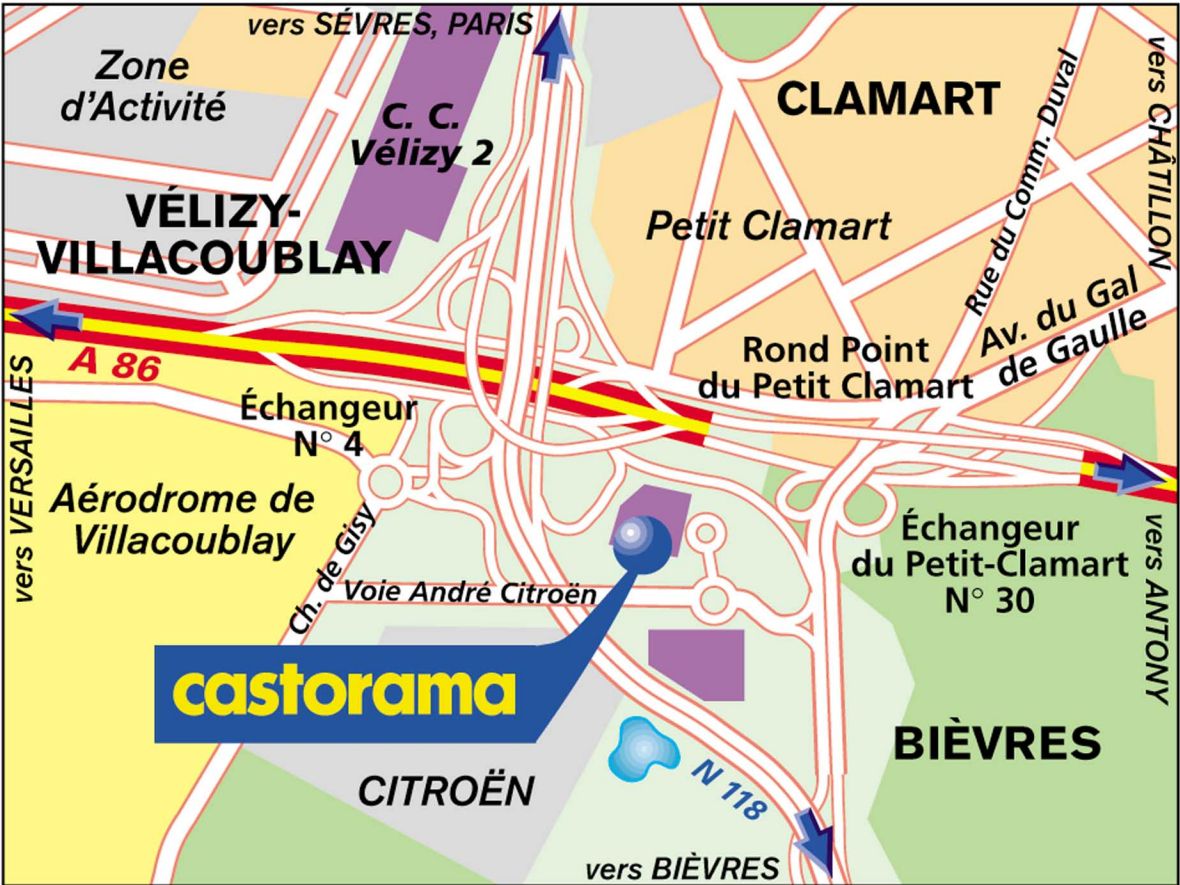 vers SÉVRES, PARIS
Zone
d'Activité
C. C.
Vélizy 2
CLAMART
Rue du Comm. Duval
vers CHÂTILLON
VÉLIZY-
VILLACOUBLAY
Petit Clamart
Av. du Gal
de Gaulle
A 86
Rond Point
du Petit Clamart
vers VERSAILLES
Échangeur
N° 4
Aérodrome de
Villacoublay
Ch. de Gisy
Voie André Citroën
Échangeur
du Petit-Clamart
N° 30
vers ANTONY
castorama
BIÈVRES
CITROËN
N 118
vers BIÈVRES